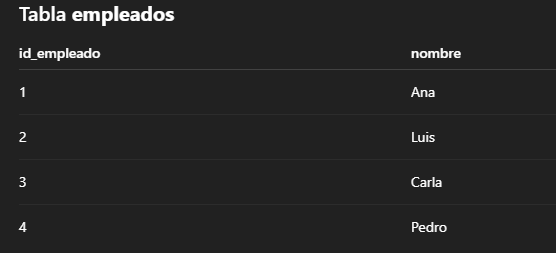 Tabla empleados
id_empleado nombre
1 Ana
2 Luis
3 Carla
4 Pedro